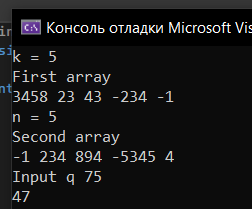 Консоль отладки Microsoft Vis
k = 5
First array
3458 23 43 -234 -1
n = 5
Second array
-1 234 894 -5345 4
Input q 75
47